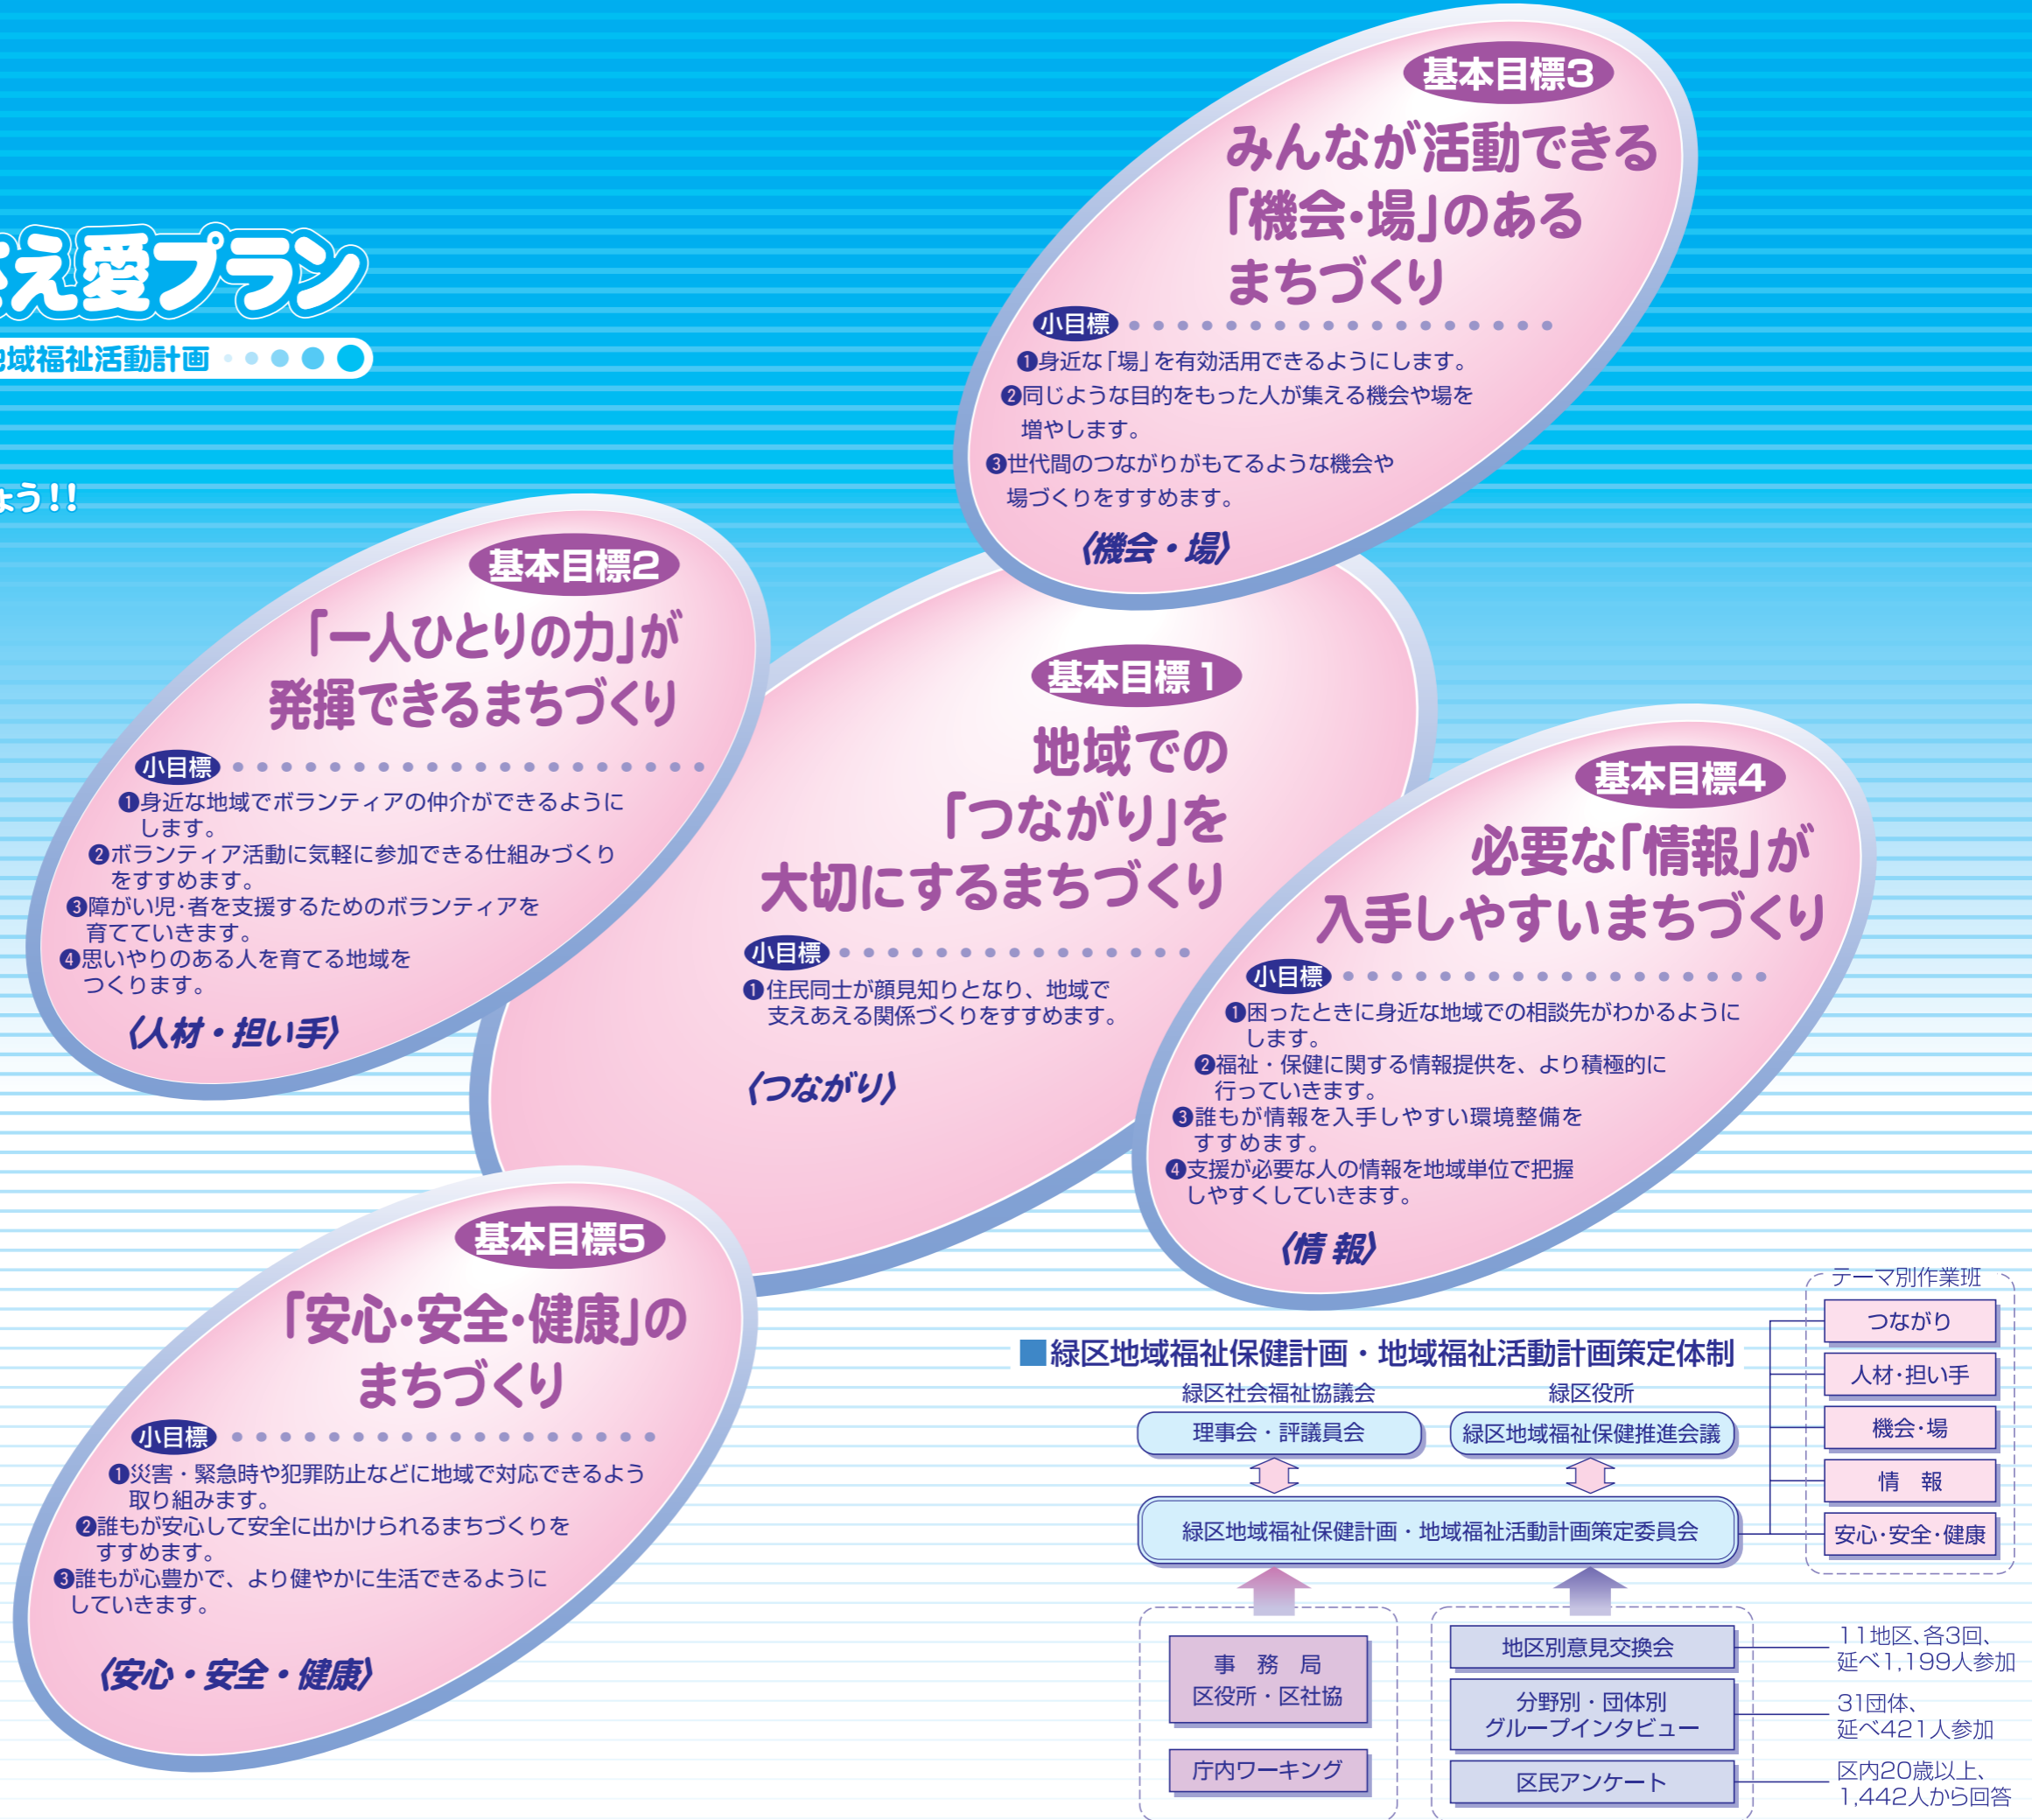 え愛プラン
地域福祉活動計画
ょう!!
基本目標3
みんなが活動できる
「機会・場」のある
まちづくり
小目標
❶身近な「場」を有効活用できるようにします。
❷同じような目的をもった人が集える機会や場を
増やします。
❸世代間のつながりがもてるような機会や
場づくりをすすめます。
〈機会・場〉
基本目標2
「一人ひとりの力」が
発揮できるまちづくり
小目標
❶身近な地域でボランティアの仲介ができるように
します。
❷ボランティア活動に気軽に参加できる仕組みづくり
をすすめます。
❸障がい児・者を支援するためのボランティアを
育てていきます。
❹思いやりのある人を育てる地域を
つくります。
〈人材・担い手〉
基本目標1
地域での
「つながり」を
大切にするまちづくり
小目標
❶住民同士が顔見知りとなり、地域で
支えあえる関係づくりをすすめます。
〈つながり〉
基本目標4
必要な「情報」が
入手しやすいまちづくり
小目標
❶困ったときに身近な地域での相談先がわかるように
します。
❷福祉・保健に関する情報提供を、より積極的に
行っていきます。
❸誰もが情報を入手しやすい環境整備を
すすめます。
❹支援が必要な人の情報を地域単位で把握
しやすくしていきます。
〈情 報〉
基本目標5
「安心・安全・健康」の
まちづくり
小目標
❶災害・緊急時や犯罪防止などに地域で対応できるよう
取り組みます。
❷誰もが安心して安全に出かけられるまちづくりを
すすめます。
❸誰もが心豊かで、より健やかに生活できるように
していきます。
〈安心・安全・健康〉
■緑区地域福祉保健計画・地域福祉活動計画策定体制
緑区社会福祉協議会
理事会・評議員会
緑区役所
緑区地域福祉保健推進会議
緑区地域福祉保健計画・地域福祉活動計画策定委員会
テーマ別作業班
つながり
人材・担い手
機会・場
情 報
安心・安全・健康
事 務 局
区役所・区社協
庁内ワーキング
地区別意見交換会
11地区、各3回、
延べ1,199人参加
分野別・団体別
グループインタビュー
31団体、
延べ421人参加
区民アンケート
区内20歳以上、
1,442人から回答